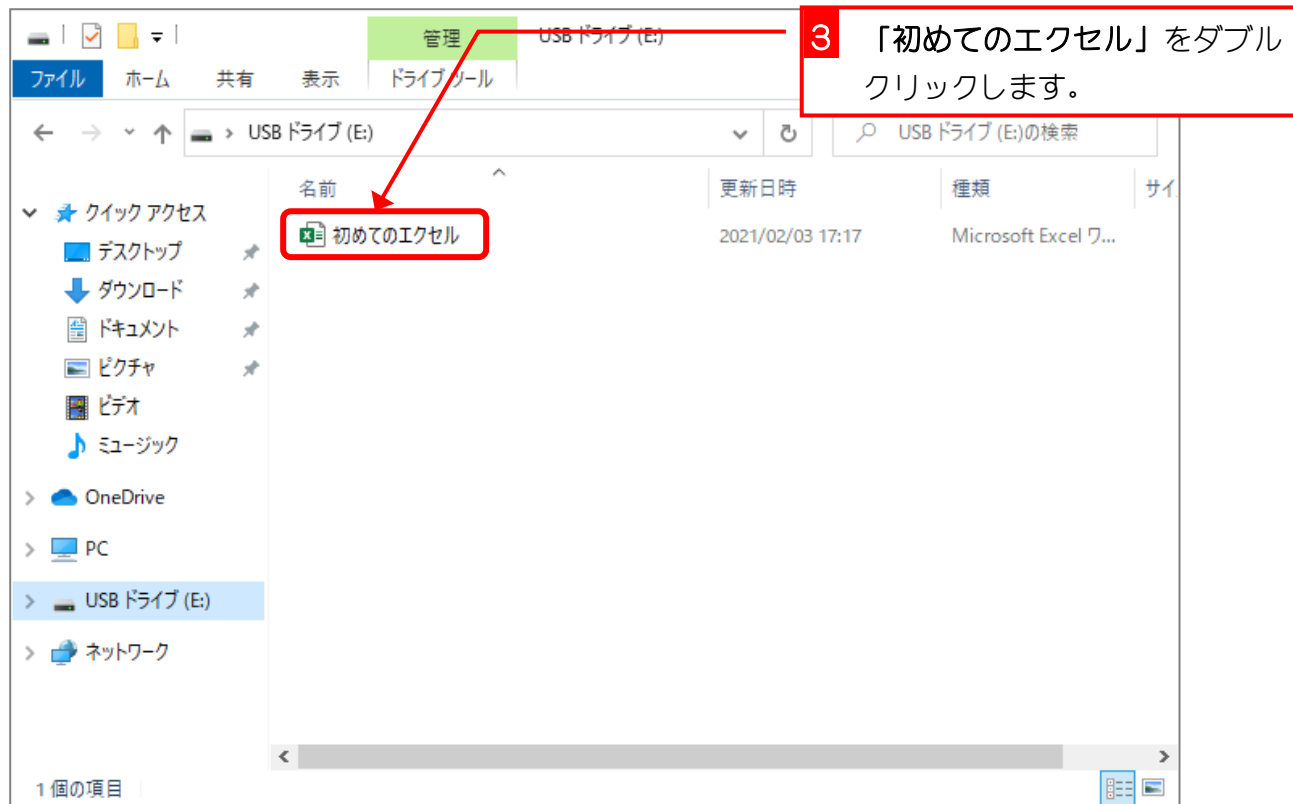 管理
USB ドライブ (E:)
3 「初めてのエクセル」をダブル
クリックします。
ファイル ホーム 共有 表示 ドライブ ツール
USB ドライブ (E:)
USB ドライブ (E:)の検索
名前 更新日時 種類 サイ
クイック アクセス
初めてのエクセル 2021/02/03 17:17 Microsoft Excel ワ...
デスクトップ
ダウンロード
ドキュメント
ピクチャ
ビデオ
ミュージック
OneDrive
PC
USB ドライブ (E:)
ネットワーク
1 個の項目